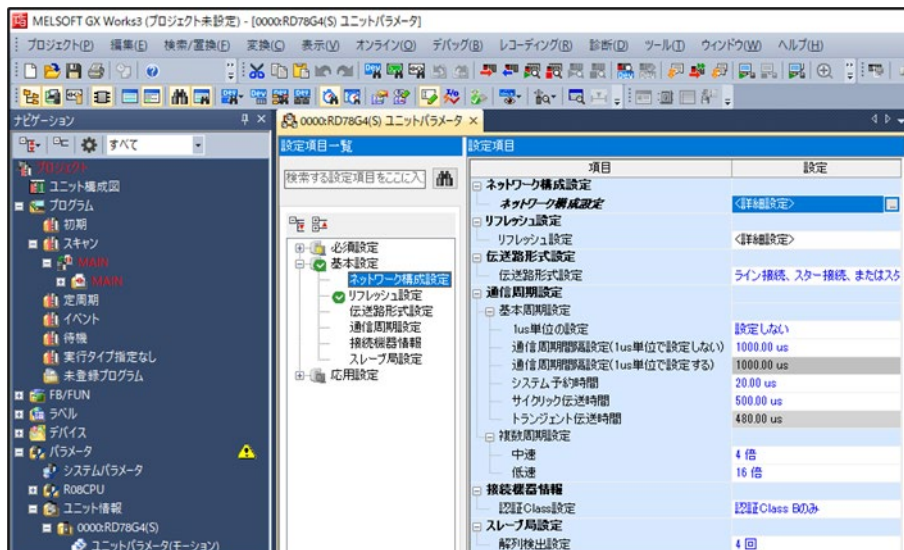 MELSOFT GX Works3 (プロジェクト未設定) - [0000:RD78G4(S) ユニットパラメータ]
プロジェクト(P) 編集(E) 検索/置換(F) 変換(C) 表示(V) オンライン(O) デバッグ(B) レコーディング(R) 診断(D) ツール(T) ウィンドウ(W) ヘルプ(H)
ナビゲーション
すべて
プロジェクト
ユニット構成図
プログラム
初期
スキャン
MAIN
MAIN
定周期
イベント
待機
実行タイプ指定なし
未登録プログラム
FB/FUN
ラベル
デバイス
パラメータ
システムパラメータ
R08CPU
ユニット情報
0000:RD78G4(S)
ユニットパラメータ(モーション)
0000:RD78G4(S) ユニットパラメータ
設定項目一覧
検索する設定項目をここに入
必須設定
基本設定
ネットワーク構成設定
リフレッシュ設定
伝送路形式設定
通信周期設定
接続機器情報
スレーブ局設定
応用設定
設定項目
項目 設定
ネットワーク構成設定
ネットワーク構成設定 <詳細設定>
リフレッシュ設定
リフレッシュ設定 <詳細設定>
伝送路形式設定
伝送路形式設定 ライン接続、スター接続、またはスタ
通信周期設定
基本周期設定
1us単位の設定 設定しない
通信周期間隔設定(1us単位で設定しない) 1000.00 us
通信周期間隔設定(1us単位で設定する) 1000.00 us
システム予約時間 20.00 us
サイクリック伝送時間 500.00 us
トランジェント伝送時間 480.00 us
複数周期設定
中速 4 倍
低速 16 倍
接続機器情報
認証Class設定 認証Class Bのみ
スレーブ局設定
解列検出設定 4 回